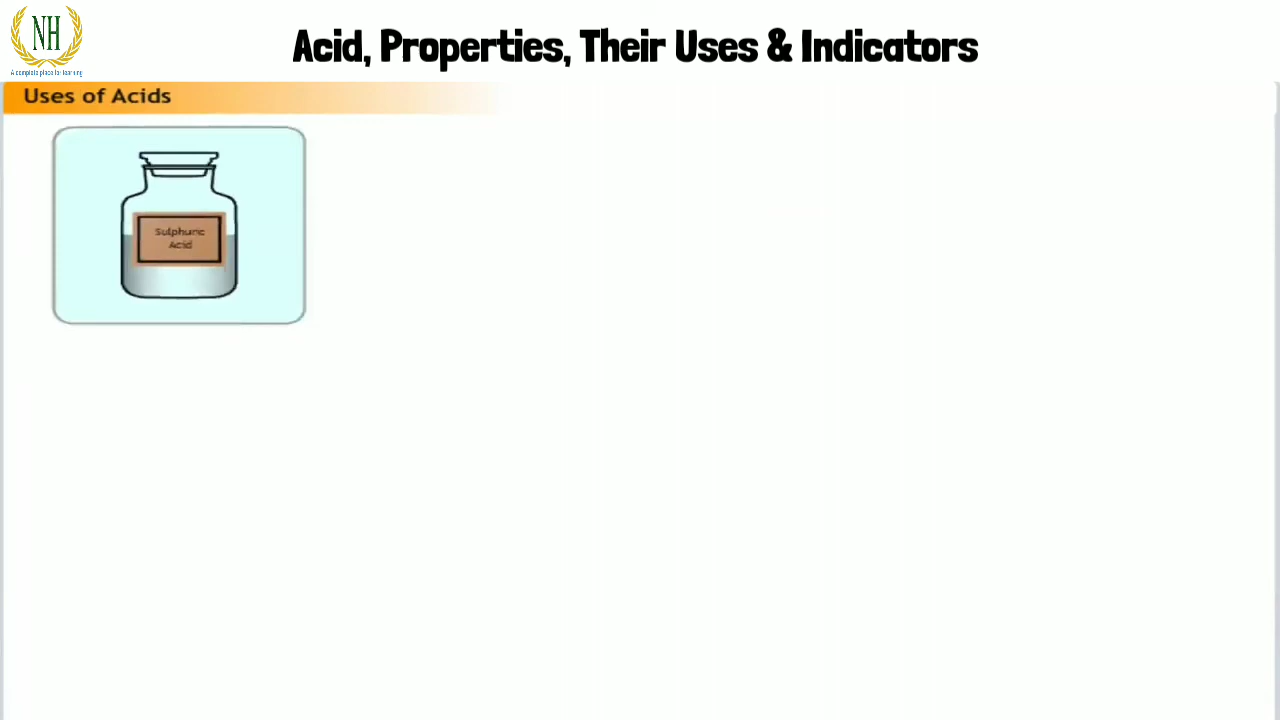 NH
A complete place for learning
Acid, Properties, Their Uses & Indicators
Uses of Acids
Sulphuric
Acid